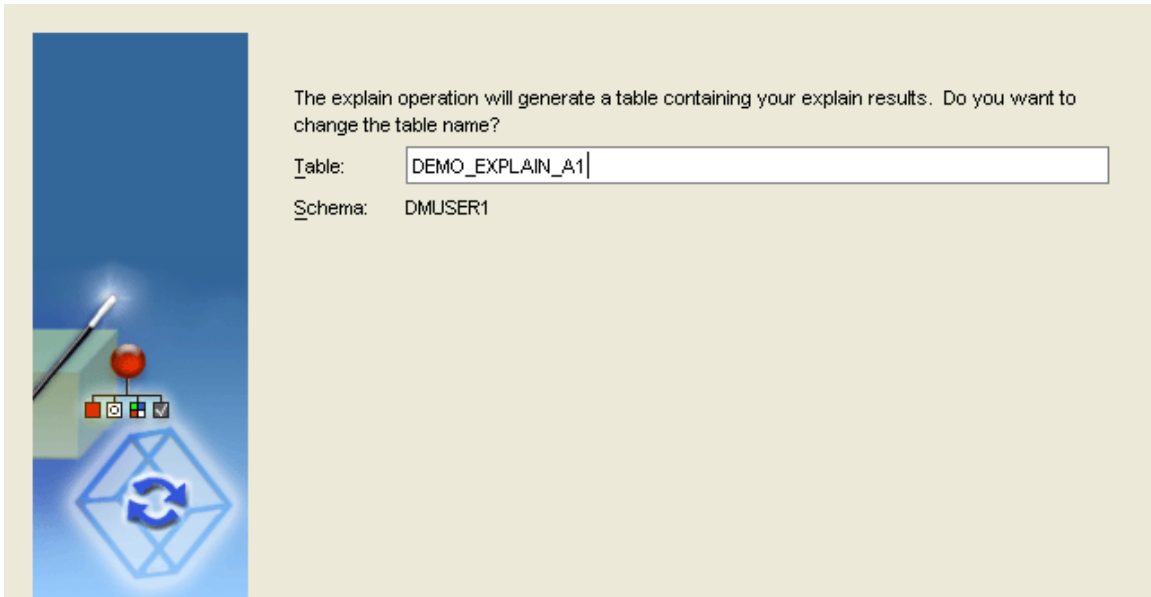 The explain operation will generate a table containing your explain results.  Do you want to
change the table name?
Table: DEMO_EXPLAIN_A1
Schema: DMUSER1